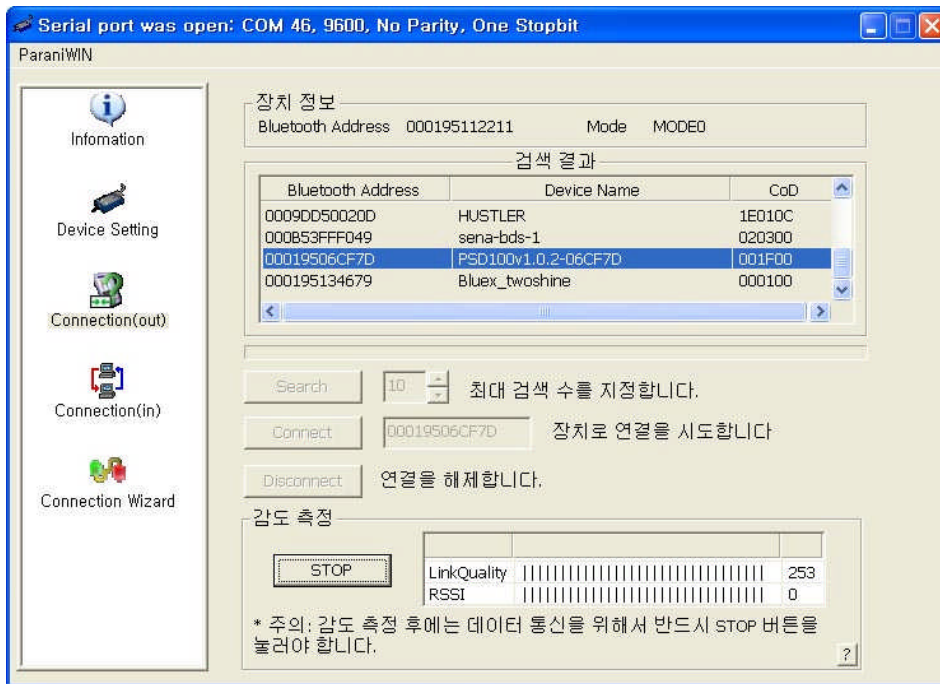 Serial port was open: COM 46, 9600, No Parity, One Stopbit
ParaniWIN
Infomation
Device Setting
Connection(out)
Connection(in)
Connection Wizard
장치 정보
Bluetooth Address 000195112211 Mode MODE0
검색 결과
Bluetooth Address Device Name CoD
0009DD50020D HUSTLER 1E010C
000B53FFF049 sena-bds-1 020300
00019506CF7D PSD100v1.0.2-06CF7D 001F00
000195134679 Bluex_twoshine 000100
Search 10 최대 검색 수를 지정합니다.
Connect 00019506CF7D 장치로 연결을 시도합니다
Disconnect 연결을 해제합니다.
감도 측정
STOP
LinkQuality 253
RSSI 0
* 주의: 감도 측정 후에는 데이터 통신을 위해서 반드시 STOP 버튼을
눌러야 합니다.
?